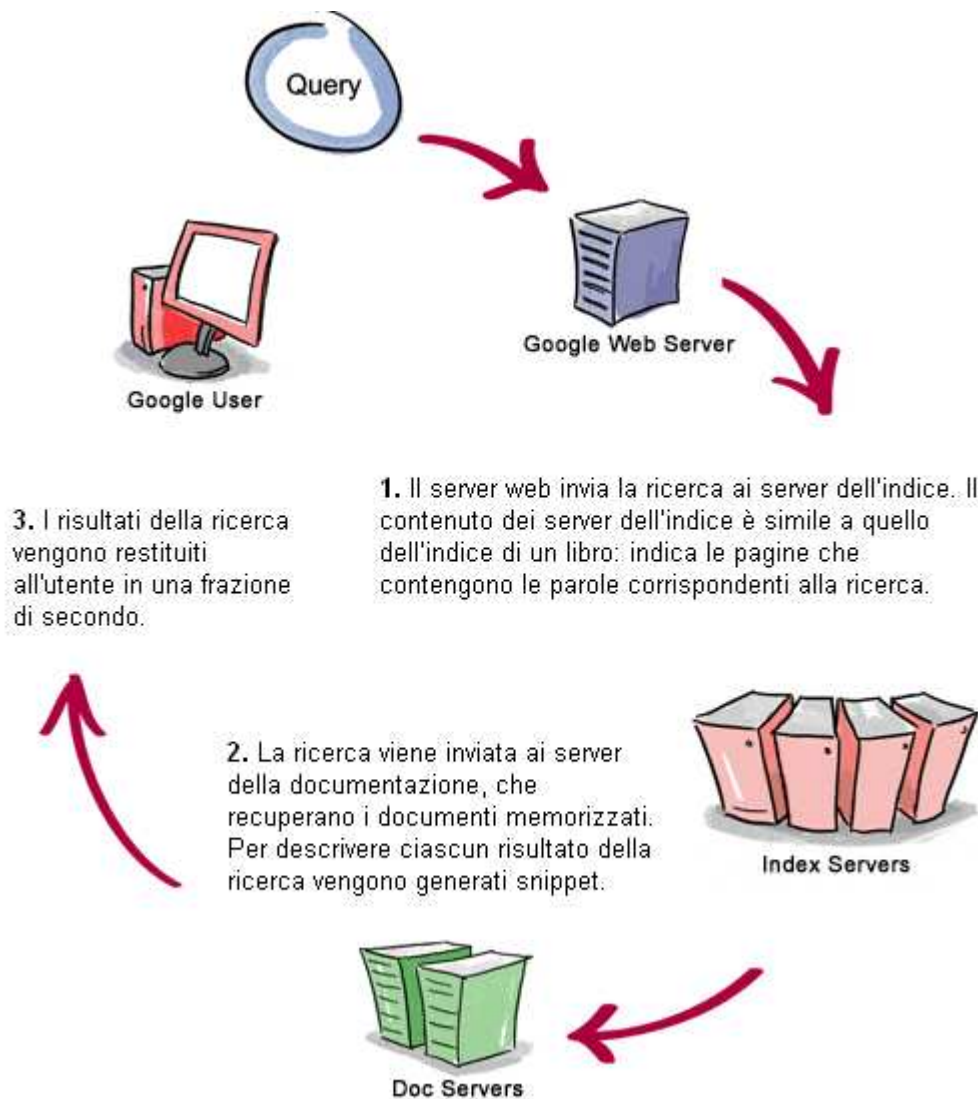 Query
Google Web Server
Google User
1. Il server web invia la ricerca ai server dell'indice. Il
contenuto dei server dell'indice è simile a quello
dell'indice di un libro: indica le pagine che
contengono le parole corrispondenti alla ricerca.
Index Servers
2. La ricerca viene inviata ai server
della documentazione, che
recuperano i documenti memorizzati.
Per descrivere ciascun risultato della
ricerca vengono generati snippet.
Doc Servers
3. I risultati della ricerca
vengono restituiti
all'utente in una frazione
di secondo.